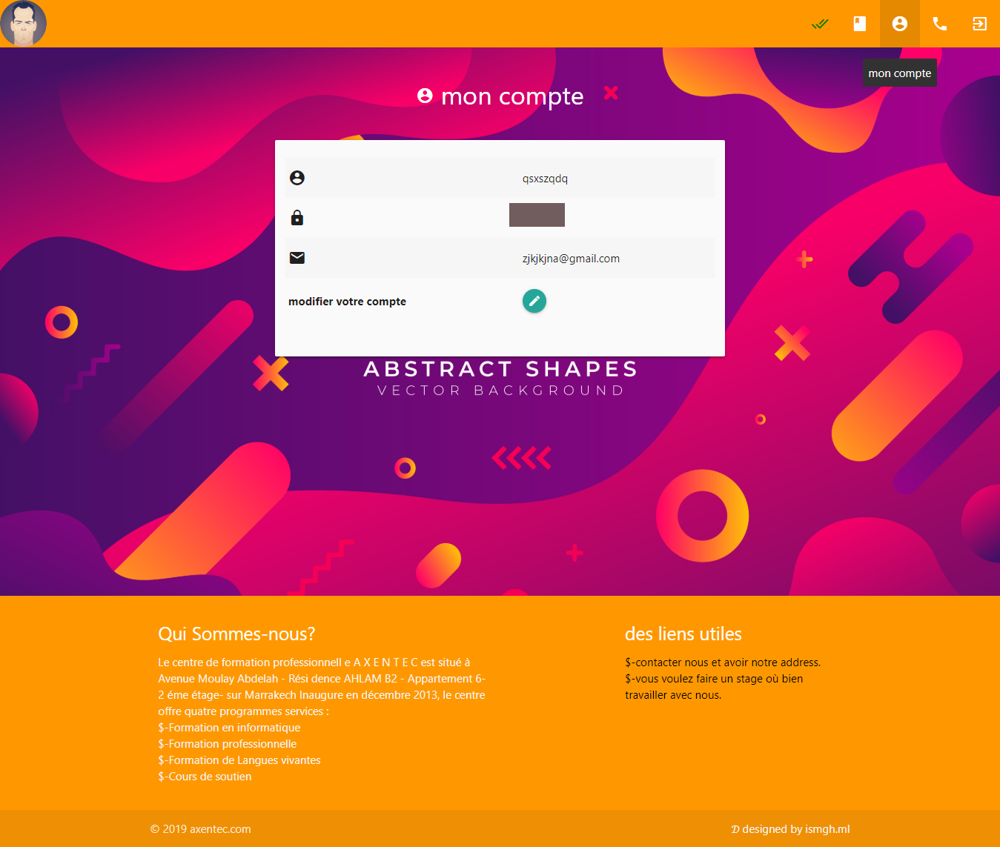 mon compte
mon compte
qsxszqdq
zjkjkjna@gmail.com
modifier votre compte
ABSTRACT SHAPES
VECTOR BACKGROUND
Qui Sommes-nous?
Le centre de formation professionnell e A X E N T E C est situé à
Avenue Moulay Abdelah - Rési dence AHLAM B2 - Appartement 6-
2 éme étage- sur Marrakech Inaugure en décembre 2013, le centre
offre quatre programmes services :
$-Formation en informatique
$-Formation professionnelle
$-Formation de Langues vivantes
$-Cours de soutien
des liens utiles
$-contacter nous et avoir notre address.
$-vous voulez faire un stage où bien
travailler avec nous.
© 2019 axentec.com
𝓓 designed by ismgh.ml